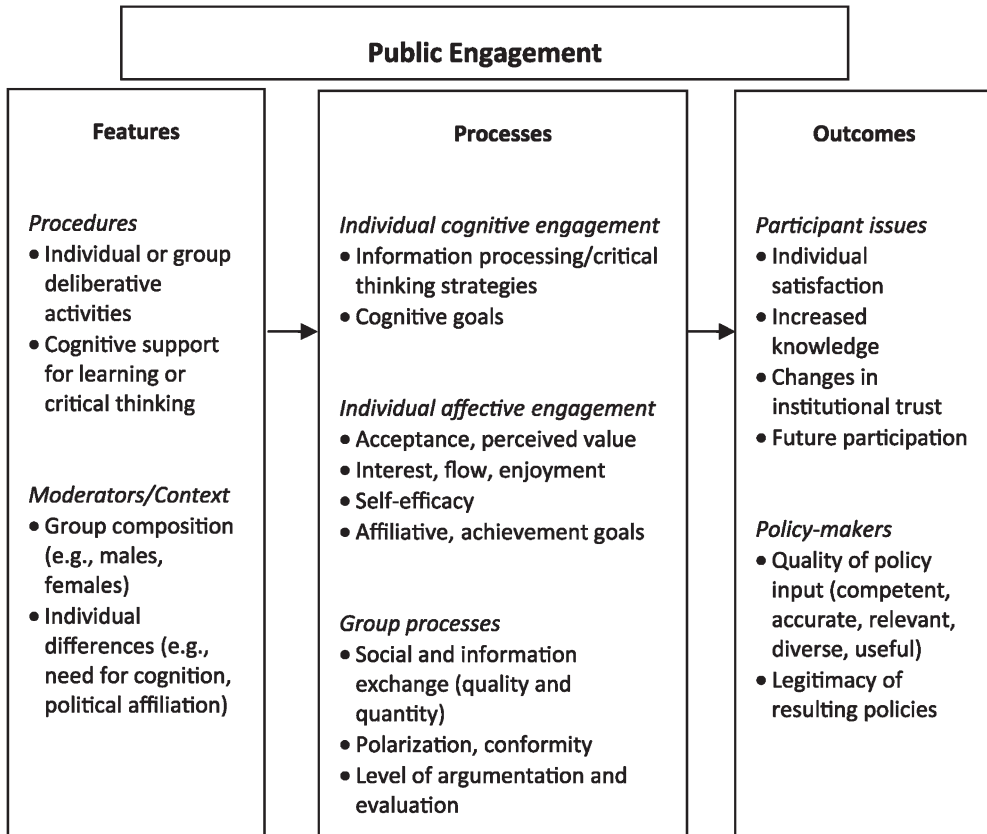 Public Engagement
Features
Procedures
• Individual or group
deliberative
activities
• Cognitive support
for learning or
critical thinking
Moderators/Context
• Group composition
(e.g., males,
females)
• Individual
differences (e.g.,
need for cognition,
political affiliation)
Processes
Individual cognitive engagement
• Information processing/critical
thinking strategies
• Cognitive goals
Individual affective engagement
• Acceptance, perceived value
• Interest, flow, enjoyment
• Self-efficacy
• Affiliative, achievement goals
Group processes
• Social and information
exchange (quality and
quantity)
• Polarization, conformity
• Level of argumentation and
evaluation
Outcomes
Participant issues
• Individual
satisfaction
• Increased
knowledge
• Changes in
institutional trust
• Future participation
Policy-makers
• Quality of policy
input (competent,
accurate, relevant,
diverse, useful)
• Legitimacy of
resulting policies